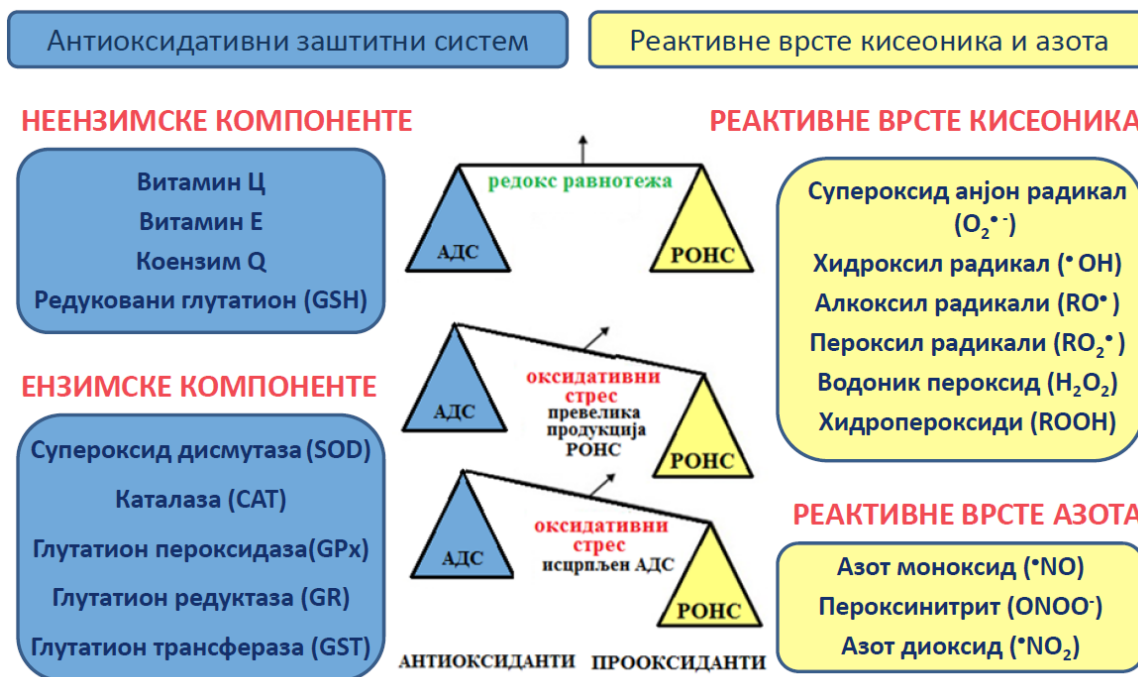 Антиоксидативни заштитни систем
Реактивне врсте кисеоника и азота
НЕЕНЗИМСКЕ КОМПОНЕНТЕ
Витамин Ц
Витамин Е
Коензим Q
Редуковани глутатион (GSH)
ЕНЗИМСКЕ КОМПОНЕНТЕ
Супероксид дисмутаза (SOD)
Каталаза (CAT)
Глутатион пероксидаза(GPx)
Глутатион редуктаза (GR)
Глутатион трансфераза (GST)
редокс равнотежа
АДС
РОНС
оксидативни
стрес
превелика
продукција
РОНС
АДС
РОНС
оксидативни
стрес
исцрпљен АДС
АДС
РОНС
АНТИОКСИДАНТИ ПРООКСИДАНТИ
РЕАКТИВНЕ ВРСТЕ КИСЕОНИКА
Супероксид анјон радикал
(O₂•⁻)
Хидроксил радикал (•OH)
Алкоксил радикали (RO•)
Пероксил радикали (RO₂•)
Водоник пероксид (H₂O₂)
Хидропероксиди (ROOH)
РЕАКТИВНЕ ВРСТЕ АЗОТА
Азот моноксид (•NO)
Пероксинитрит (ONOO⁻)
Азот диоксид (•NO₂)